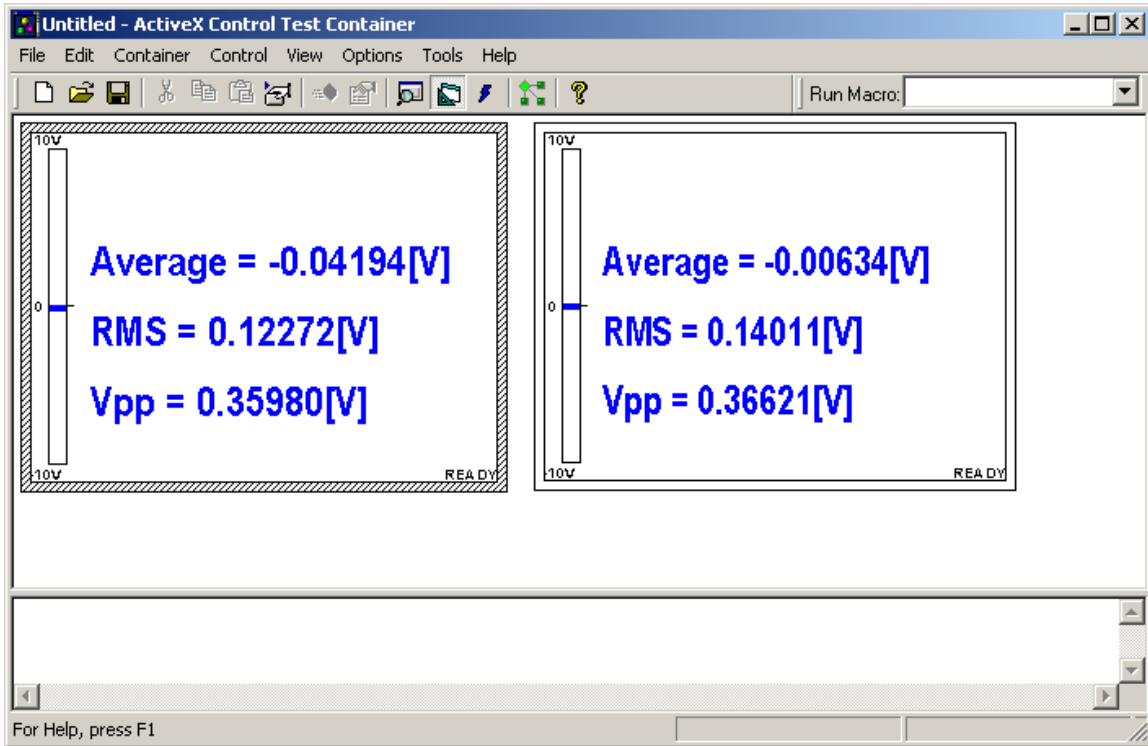 Untitled - ActiveX Control Test Container
File Edit Container Control View Options Tools Help
Run Macro:
10V
Average = -0.04194[V]
0
RMS = 0.12272[V]
Vpp = 0.35980[V]
-10V
READY
10V
Average = -0.00634[V]
0
RMS = 0.14011[V]
Vpp = 0.36621[V]
-10V
READY
For Help, press F1